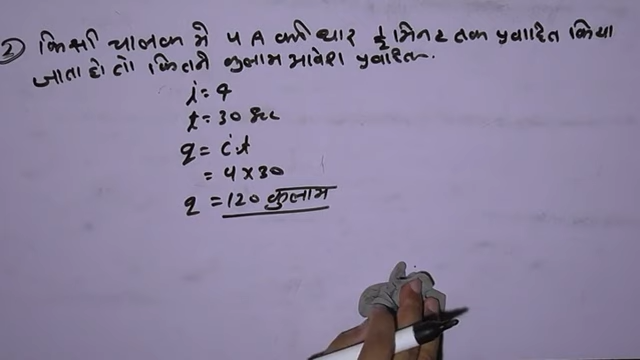 ② किसी चालक मे 4 A की धार ½ मिनट तक प्रवाहित किया
जाता हो तो कितने कुलाम आवेश प्रवाहित.
i = 4
t = 30 Sec
q = i.t
= 4 × 30
q = 120 कुलाम